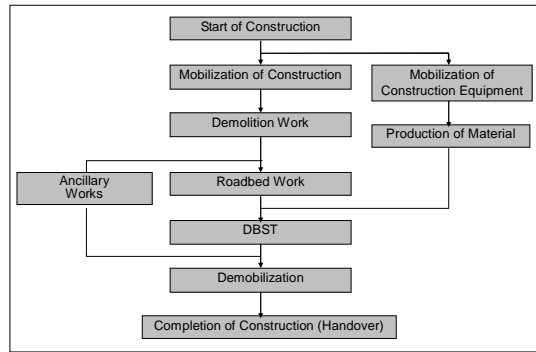 Start of Construction
Mobilization of Construction
Mobilization of
Construction Equipment
Demolition Work
Production of Material
Ancillary
Works
Roadbed Work
DBST
Demobilization
Completion of Construction (Handover)